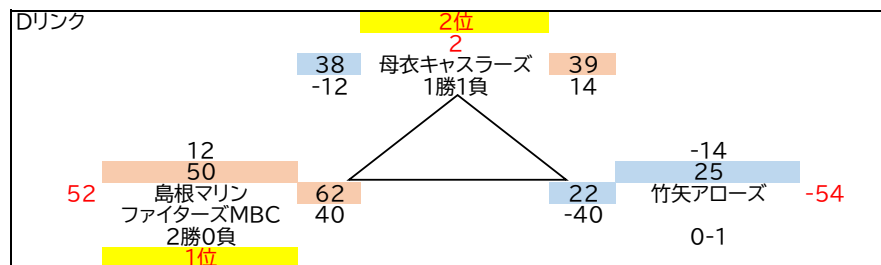 Dリンク
2位
2
38 母衣キャスラーズ 39
-12 1勝1負 14
12 -14
50 25
52 島根マリン 62 22 竹矢アローズ -54
ファイターズMBC 40 -40
2勝0負 0-1
1位